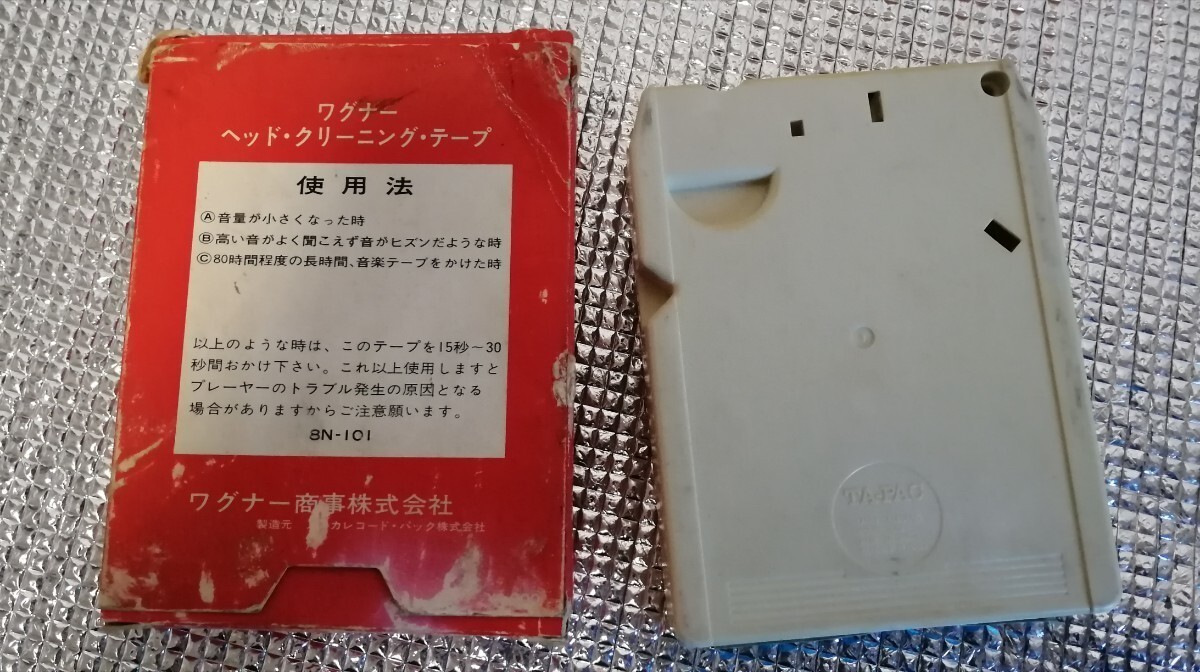 ワグナー
ヘッド・クリーニング・テープ
使用法
Ⓐ音量が小さくなった時
Ⓑ高い音がよく聞こえず音がヒズンだような時
Ⓒ80時間程度の長時間、音楽テープをかけた時
以上のような時は、このテープを15秒〜30
秒間おかけ下さい。これ以上使用しますと
プレーヤーのトラブル発生の原因となる
場合がありますからご注意願います。
8N-101
ワグナー商事株式会社
製造元 カレコード・パック株式会社